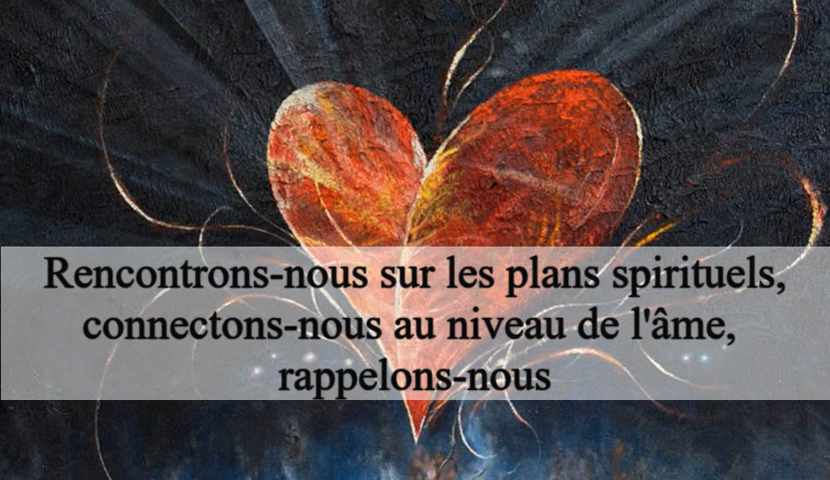 Rencontrons-nous sur les plans spirituels,
connectons-nous au niveau de l'âme,
rappelons-nous